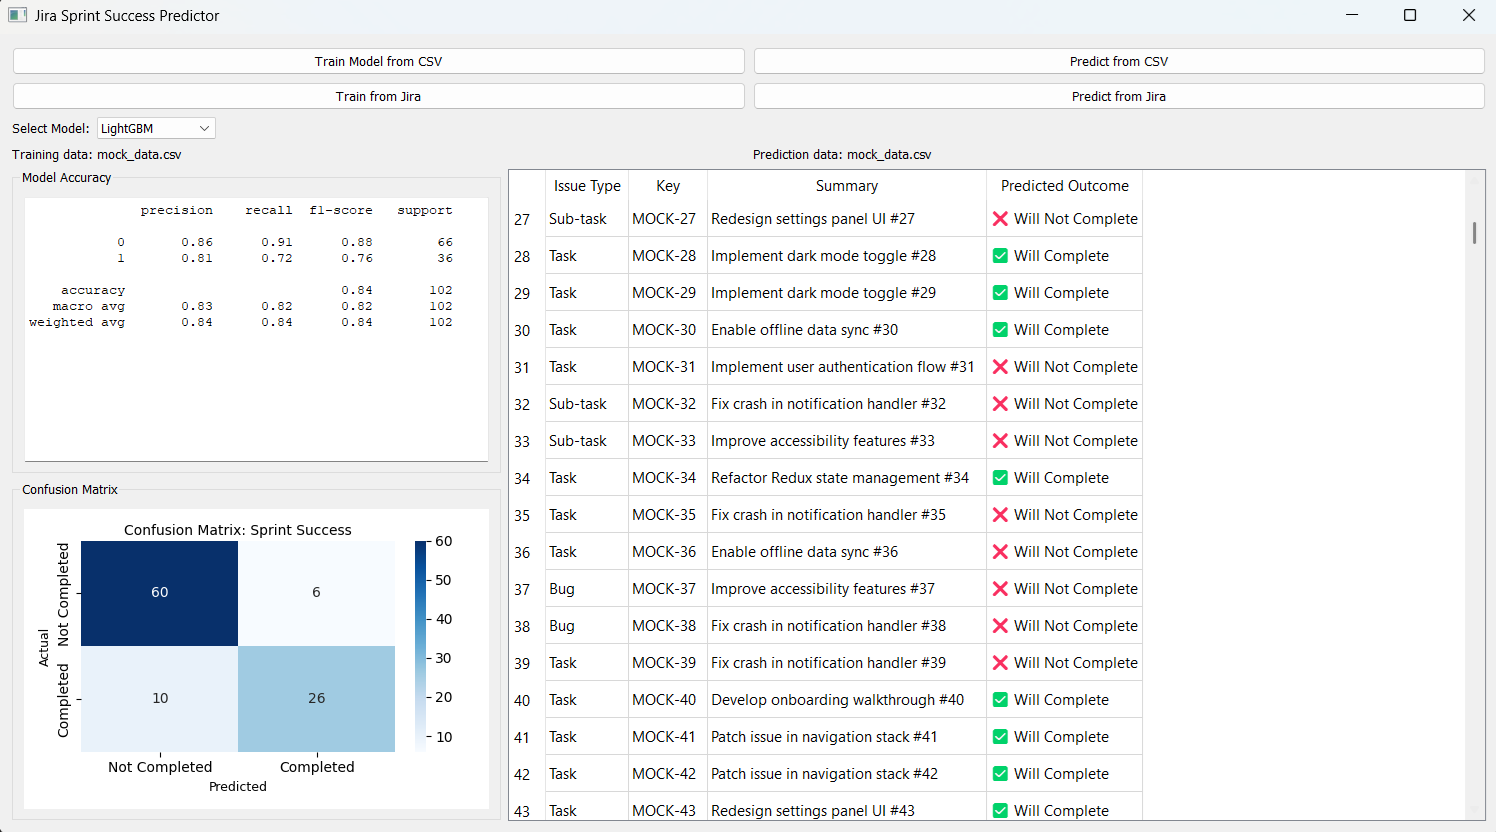 Jira Sprint Success Predictor
Train Model from CSV
Predict from CSV
Train from Jira
Predict from Jira
Select Model: LightGBM
Training data: mock_data.csv
Prediction data: mock_data.csv
Model Accuracy
precision recall f1-score support
0 0.86 0.91 0.88 66
1 0.81 0.72 0.76 36
accuracy 0.84 102
macro avg 0.83 0.82 0.82 102
weighted avg 0.84 0.84 0.84 102
Confusion Matrix
Confusion Matrix: Sprint Success
Actual
Not Completed
Completed
60 6
10 26
Not Completed Completed
Predicted
60
50
40
30
20
10
Issue Type Key Summary Predicted Outcome
27 Sub-task MOCK-27 Redesign settings panel UI #27 ❌ Will Not Complete
28 Task MOCK-28 Implement dark mode toggle #28 ✅ Will Complete
29 Task MOCK-29 Implement dark mode toggle #29 ✅ Will Complete
30 Task MOCK-30 Enable offline data sync #30 ✅ Will Complete
31 Task MOCK-31 Implement user authentication flow #31 ❌ Will Not Complete
32 Sub-task MOCK-32 Fix crash in notification handler #32 ❌ Will Not Complete
33 Sub-task MOCK-33 Improve accessibility features #33 ❌ Will Not Complete
34 Task MOCK-34 Refactor Redux state management #34 ✅ Will Complete
35 Task MOCK-35 Fix crash in notification handler #35 ❌ Will Not Complete
36 Task MOCK-36 Enable offline data sync #36 ❌ Will Not Complete
37 Bug MOCK-37 Improve accessibility features #37 ❌ Will Not Complete
38 Bug MOCK-38 Fix crash in notification handler #38 ❌ Will Not Complete
39 Task MOCK-39 Fix crash in notification handler #39 ❌ Will Not Complete
40 Task MOCK-40 Develop onboarding walkthrough #40 ✅ Will Complete
41 Task MOCK-41 Patch issue in navigation stack #41 ✅ Will Complete
42 Task MOCK-42 Patch issue in navigation stack #42 ✅ Will Complete
43 Task MOCK-43 Redesign settings panel UI #43 ✅ Will Complete